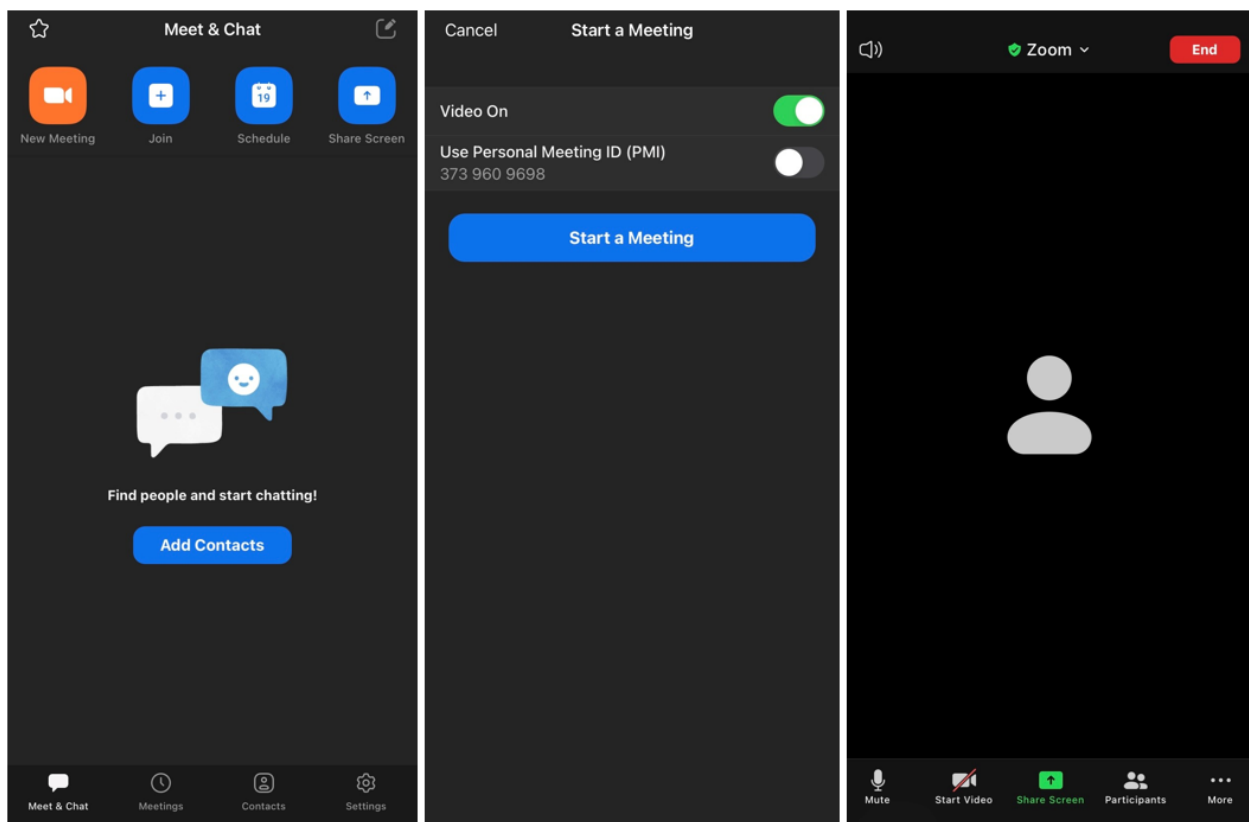 Meet & Chat
New Meeting
Join
19
Schedule
Share Screen
Find people and start chatting!
Add Contacts
Meet & Chat
Meetings
Contacts
Settings
Cancel
Start a Meeting
Video On
Use Personal Meeting ID (PMI)
373 960 9698
Start a Meeting
Zoom
End
Mute
Start Video
Share Screen
Participants
More